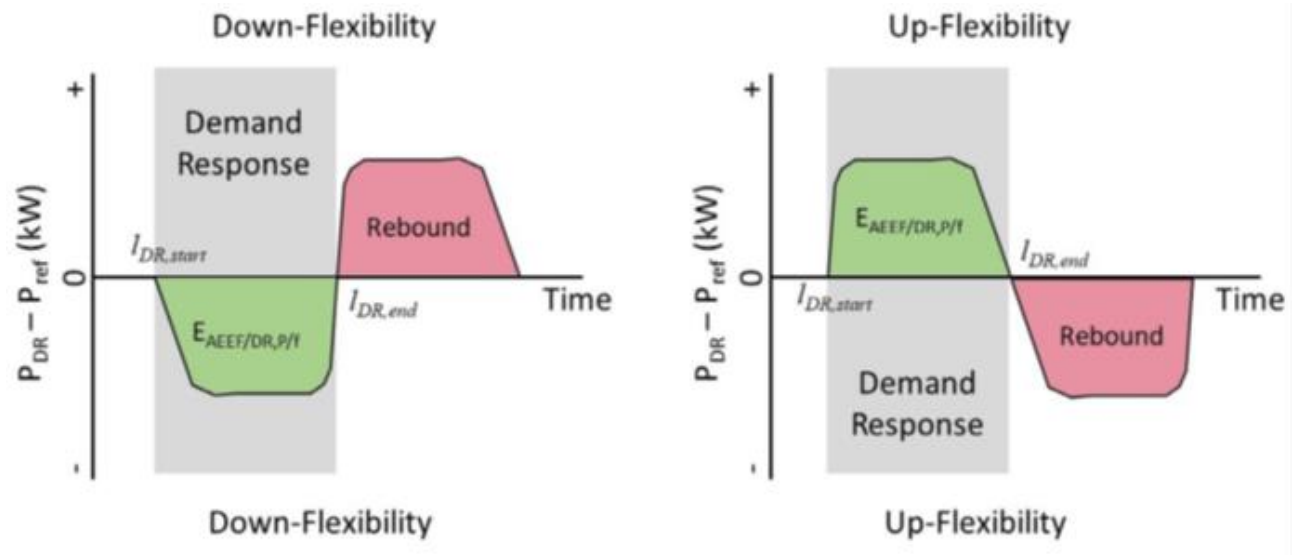 Down-Flexibility
+
Demand
Response
l_DR,start
0
P_DR – P_ref (kW)
Rebound
E_AEEF/DR,P/f
l_DR,end
Time
-
Down-Flexibility
Up-Flexibility
+
E_AEEF/DR,P/f
l_DR,end
0
P_DR – P_ref (kW)
l_DR,start
Time
Rebound
Demand
Response
-
Up-Flexibility